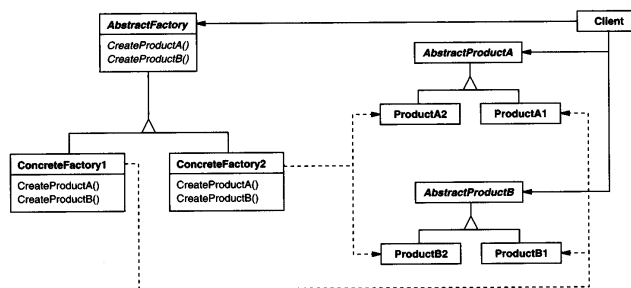 AbstractFactory
CreateProductA()
CreateProductB()
Client
AbstractProductA
ProductA2
ProductA1
ConcreteFactory1
CreateProductA()
CreateProductB()
ConcreteFactory2
CreateProductA()
CreateProductB()
AbstractProductB
ProductB2
ProductB1